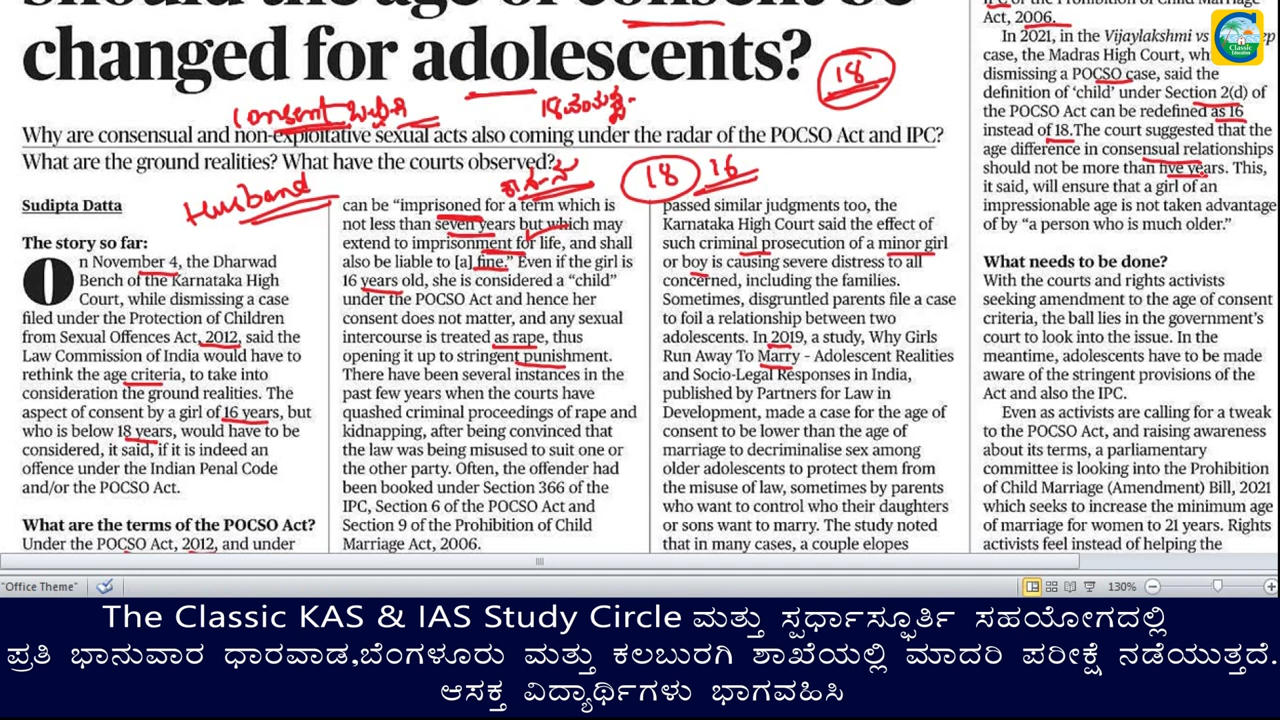 should the age of consent be
changed for adolescents?
18
Consent
Why are consensual and non-exploitative sexual acts also coming under the radar of the POCSO Act and IPC?
What are the ground realities? What have the courts observed?
Husband
18 16
Sudipta Datta
The story so far:
On November 4, the Dharwad
Bench of the Karnataka High
Court, while dismissing a case
filed under the Protection of Children
from Sexual Offences Act, 2012, said the
Law Commission of India would have to
rethink the age criteria, to take into
consideration the ground realities. The
aspect of consent by a girl of 16 years, but
who is below 18 years, would have to be
considered, it said, if it is indeed an
offence under the Indian Penal Code
and/or the POCSO Act.
What are the terms of the POCSO Act?
Under the POCSO Act, 2012, and under
can be “imprisoned for a term which is
not less than seven years but which may
extend to imprisonment for life, and shall
also be liable to [a] fine.” Even if the girl is
16 years old, she is considered a “child”
under the POCSO Act and hence her
consent does not matter, and any sexual
intercourse is treated as rape, thus
opening it up to stringent punishment.
There have been several instances in the
past few years when the courts have
quashed criminal proceedings of rape and
kidnapping, after being convinced that
the law was being misused to suit one or
the other party. Often, the offender had
been booked under Section 366 of the
IPC, Section 6 of the POCSO Act and
Section 9 of the Prohibition of Child
Marriage Act, 2006.
passed similar judgments too, the
Karnataka High Court said the effect of
such criminal prosecution of a minor girl
or boy is causing severe distress to all
concerned, including the families.
Sometimes, disgruntled parents file a case
to foil a relationship between two
adolescents. In 2019, a study, Why Girls
Run Away To Marry - Adolescent Realities
and Socio-Legal Responses in India,
published by Partners for Law in
Development, made a case for the age of
consent to be lower than the age of
marriage to decriminalise sex among
older adolescents to protect them from
the misuse of law, sometimes by parents
who want to control who their daughters
or sons want to marry. The study noted
that in many cases, a couple elopes
IPC or the Prohibition of Child Marriage
Act, 2006.
In 2021, in the Vijaylakshmi vs
case, the Madras High Court, while
dismissing a POCSO case, said the
definition of ‘child’ under Section 2(d) of
the POCSO Act can be redefined as 16
instead of 18.The court suggested that the
age difference in consensual relationships
should not be more than five years. This,
it said, will ensure that a girl of an
impressionable age is not taken advantage
of by “a person who is much older.”
What needs to be done?
With the courts and rights activists
seeking amendment to the age of consent
criteria, the ball lies in the government’s
court to look into the issue. In the
meantime, adolescents have to be made
aware of the stringent provisions of the
Act and also the IPC.
Even as activists are calling for a tweak
to the POCSO Act, and raising awareness
about its terms, a parliamentary
committee is looking into the Prohibition
of Child Marriage (Amendment) Bill, 2021
which seeks to increase the minimum age
of marriage for women to 21 years. Rights
activists feel instead of helping the
Classic
Education
"Office Theme"
130%
The Classic KAS & IAS Study Circle ಮತ್ತು ಸ್ಪರ್ಧಾಸ್ಫೂರ್ತಿ ಸಹಯೋಗದಲ್ಲಿ
ಪ್ರತಿ ಭಾನುವಾರ ಧಾರವಾಡ,ಬೆಂಗಳೂರು ಮತ್ತು ಕಲಬುರಗಿ ಶಾಖೆಯಲ್ಲಿ ಮಾದರಿ ಪರೀಕ್ಷೆ ನಡೆಯುತ್ತದೆ.
ಆಸಕ್ತ ವಿದ್ಯಾರ್ಥಿಗಳು ಭಾಗವಹಿಸಿ